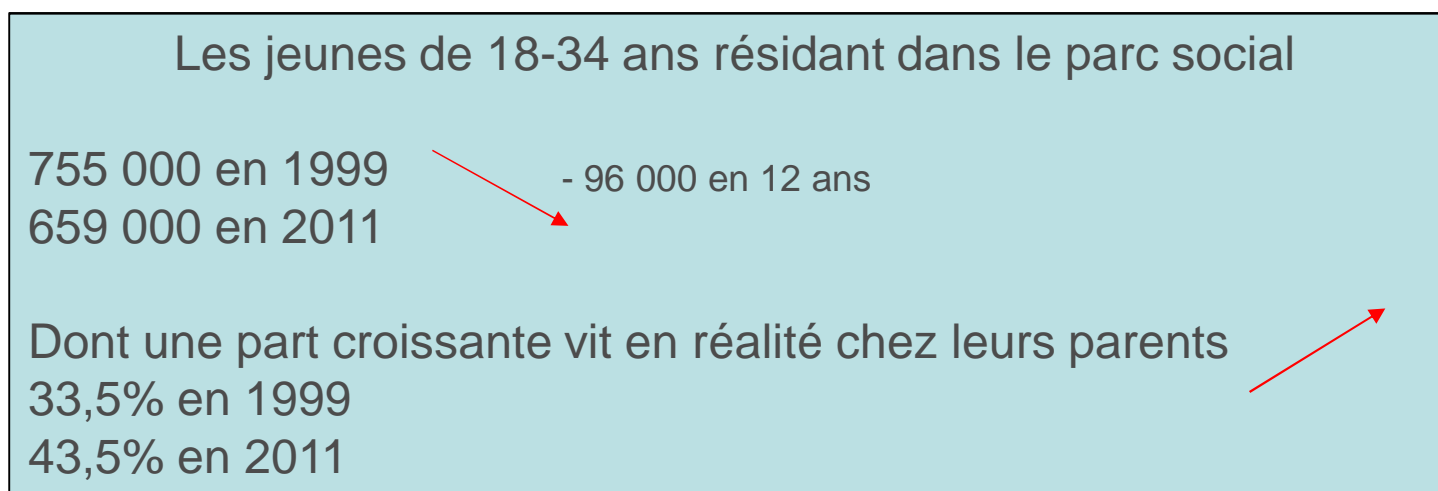 Les jeunes de 18-34 ans résidant dans le parc social
755 000 en 1999
- 96 000 en 12 ans
659 000 en 2011
Dont une part croissante vit en réalité chez leurs parents
33,5% en 1999
43,5% en 2011